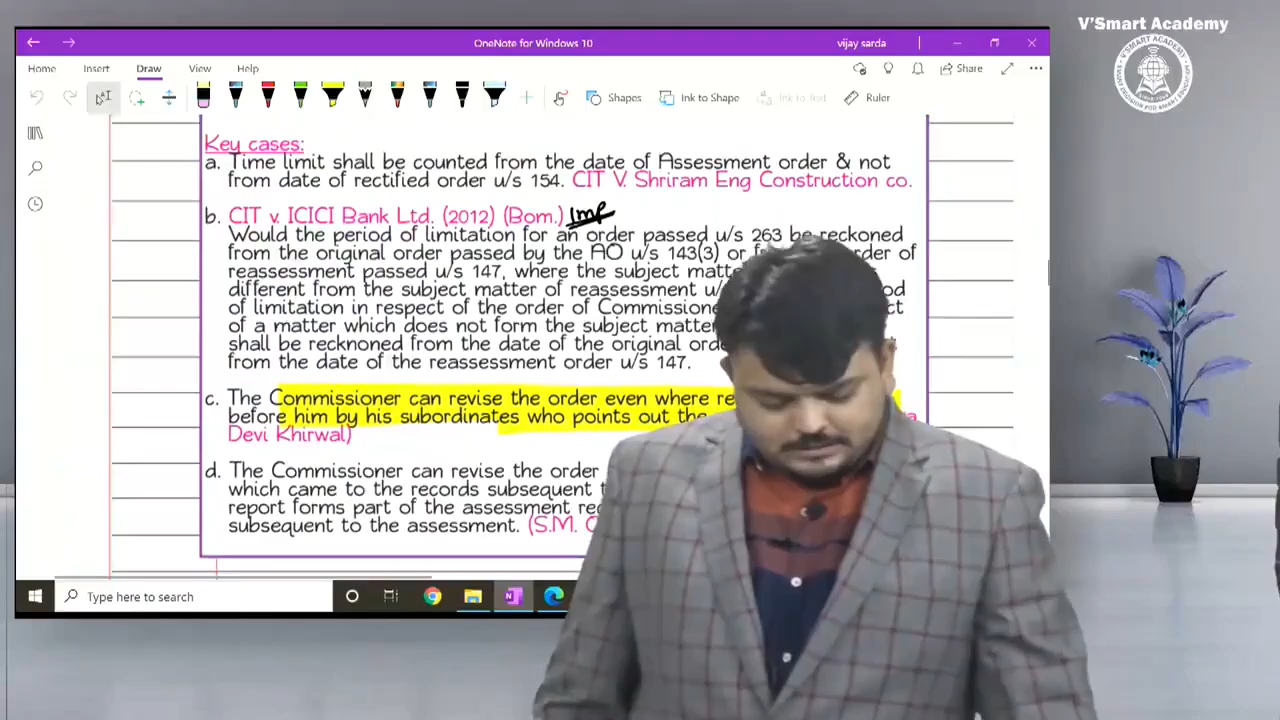 V'Smart Academy
OneNote for Windows 10
vijay sarda
Home Insert Draw View Help
Share
Shapes Ink to Shape Ink to Text Ruler
Key cases:
a. Time limit shall be counted from the date of Assessment order & not
from date of rectified order u/s 154. CIT V. Shriram Eng Construction co.
b. CIT v. ICICI Bank Ltd. (2012) (Bom.) Imp
Would the period of limitation for an order passed u/s 263 be reckoned
from the original order passed by the AO u/s 143(3) or order of
reassessment passed u/s 147, where the subject
different from the subject matter of reassessment
of limitation in respect of the order of
of a matter which does not form the subject matter
shall be recknoned from the date of the original
from the date of the reassessment order u/s 147.
c. The Commissioner can revise the order even where
before him by his subordinates who points out the
Devi Khirwal)
d. The Commissioner can revise the order
which came to the records subsequent
report forms part of the assessment
subsequent to the assessment. (S.M.
Type here to search